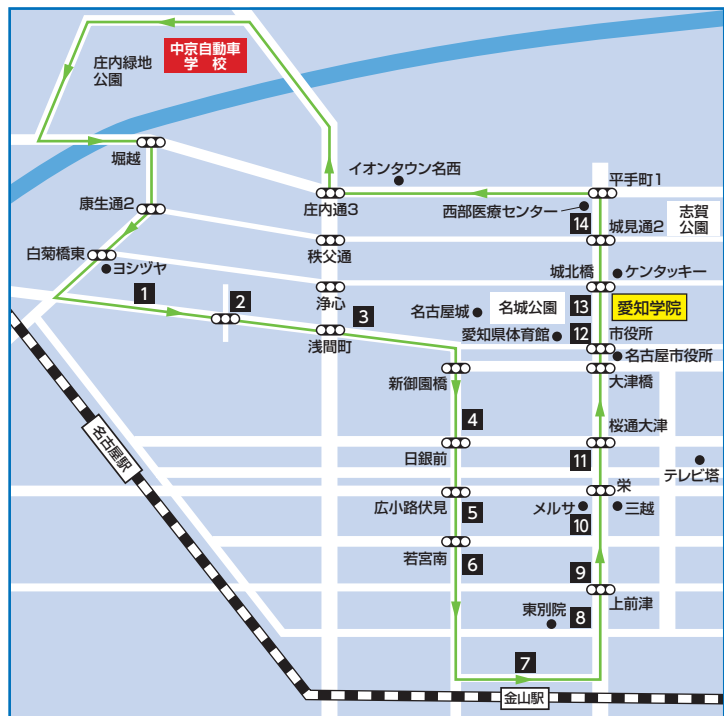 中京自動車
学 校
庄内緑地
公園
堀越
イオンタウン名西
平手町1
康生通2
庄内通3
西部医療センター
14
志賀
公園
城見通2
秩父通
白菊橋東
ヨシヅヤ
城北橋
ケンタッキー
浄心
1
2
3
名古屋城
名城公園
13
愛知学院
愛知県体育館
12
市役所
浅間町
名古屋市役所
新御園橋
大津橋
4
桜通大津
名古屋駅
日銀前
11
テレビ塔
栄
広小路伏見
5
メルサ
三越
10
若宮南
6
9
上前津
東別院
8
7
金山駅